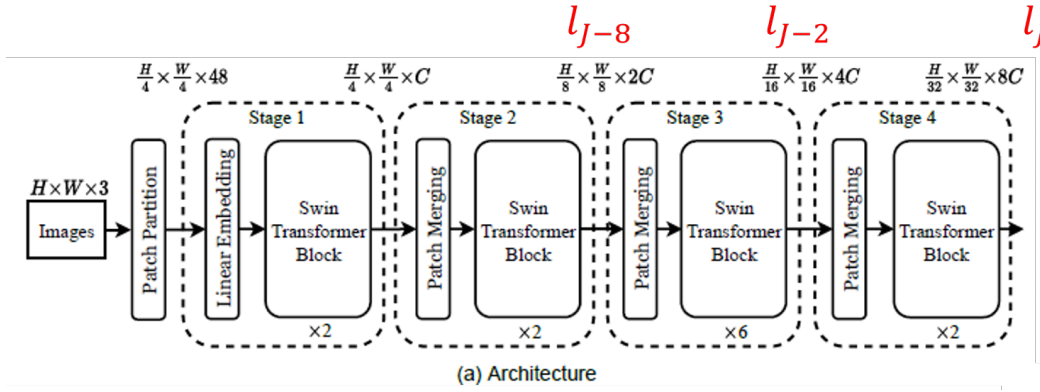 l_{J-8} l_{J-2} l_J
H/4 × W/4 × 48 H/4 × W/4 × C H/8 × W/8 × 2C H/16 × W/16 × 4C H/32 × W/32 × 8C
Stage 1 Stage 2 Stage 3 Stage 4
H×W×3
Images
Patch Partition
Linear Embedding
Swin
Transformer
Block
×2
Patch Merging
Swin
Transformer
Block
×2
Patch Merging
Swin
Transformer
Block
×6
Patch Merging
Swin
Transformer
Block
×2
(a) Architecture